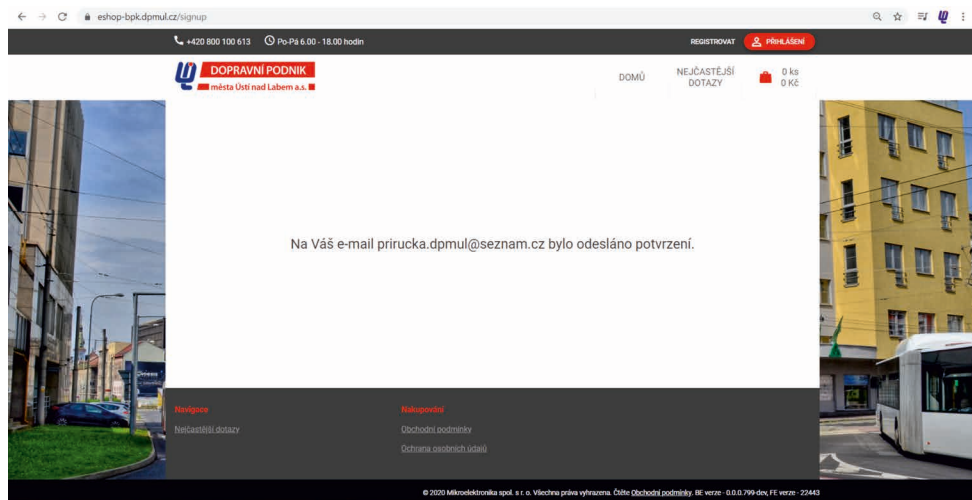 eshop-bpk.dpmul.cz/signup
+420 800 100 613 Po-Pá 6.00 - 18.00 hodin REGISTROVAT PŘIHLÁŠENÍ
DOPRAVNÍ PODNIK
města Ústí nad Labem a.s.
DOMŮ
NEJČASTĚJŠÍ
DOTAZY
0 ks
0 Kč
Na Váš e-mail prirucka.dpmul@seznam.cz bylo odesláno potvrzení.
Navigace
Nejčastější dotazy
Nakupování
Obchodní podmínky
Ochrana osobních údajů
© 2020 Mikroelektronika spol. s r. o. Všechna práva vyhrazena. Čtěte Obchodní podmínky. BE verze - 0.0.0.799-dev, FE verze - 22443